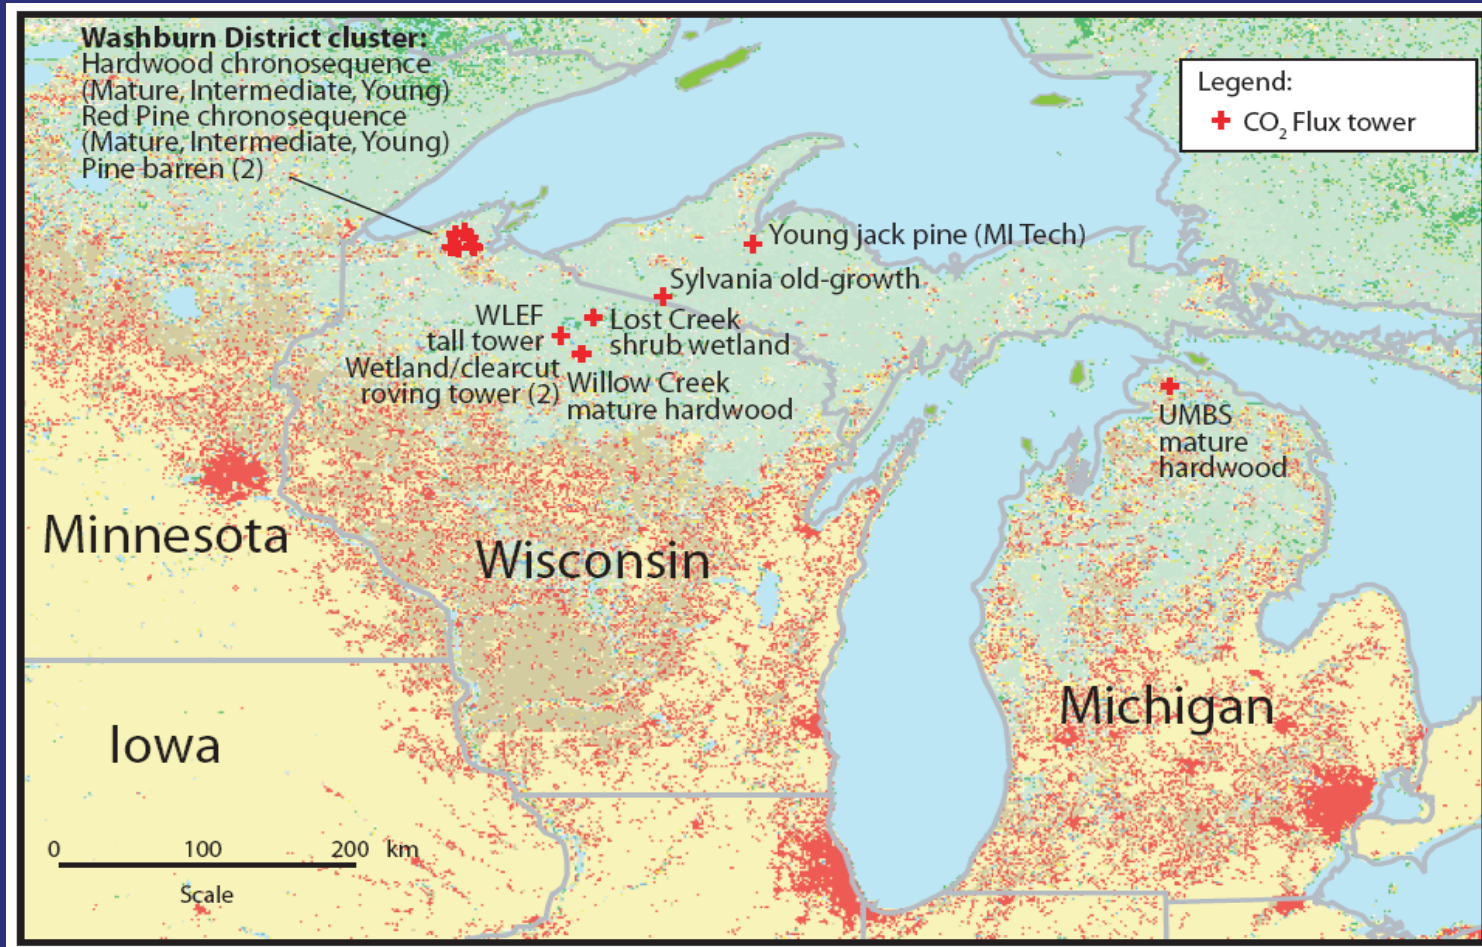 Washburn District cluster:
Hardwood chronosequence
(Mature, Intermediate, Young)
Red Pine chronosequence
(Mature, Intermediate, Young)
Pine barren (2)
Legend:
CO₂ Flux tower
Young jack pine (MI Tech)
Sylvania old-growth
WLEF
tall tower
Lost Creek
shrub wetland
Wetland/clearcut
roving tower (2)
Willow Creek
mature hardwood
UMBS
mature
hardwood
Minnesota
Wisconsin
Michigan
Iowa
0 100 200 km
Scale